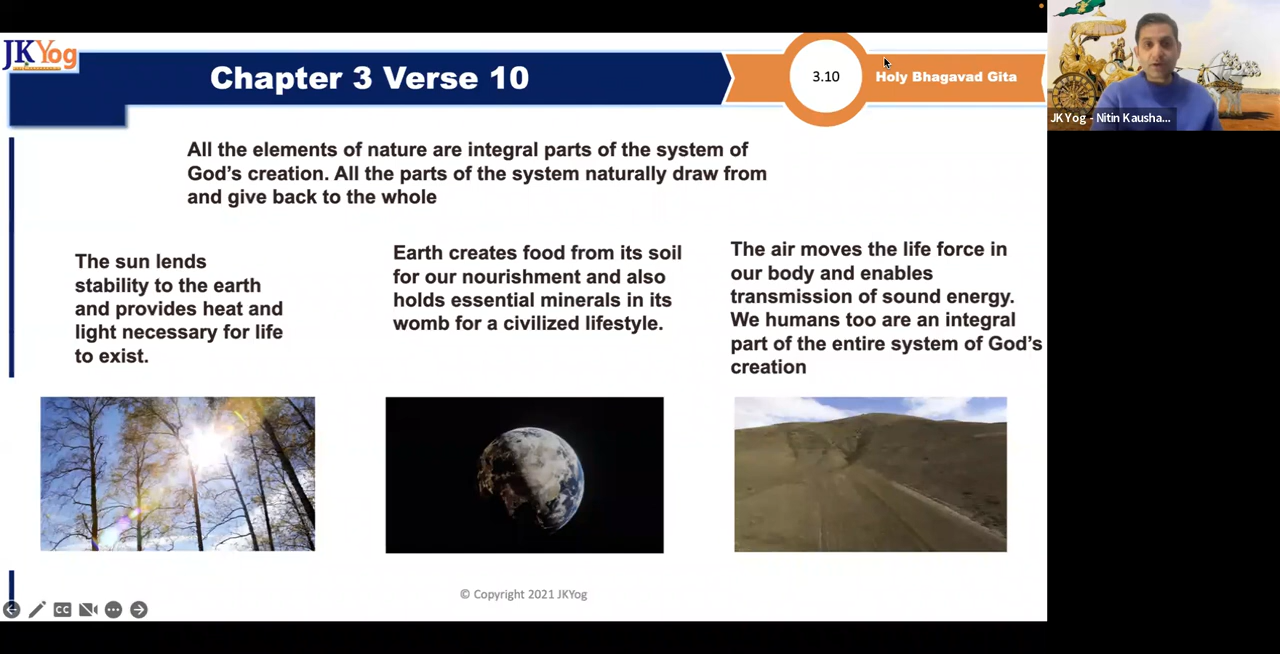 JKYog
Chapter 3 Verse 10
3.10
Holy Bhagavad Gita
JKYog - Nitin Kausha...
All the elements of nature are integral parts of the system of
God's creation. All the parts of the system naturally draw from
and give back to the whole
The sun lends
stability to the earth
and provides heat and
light necessary for life
to exist.
Earth creates food from its soil
for our nourishment and also
holds essential minerals in its
womb for a civilized lifestyle.
The air moves the life force in
our body and enables
transmission of sound energy.
We humans too are an integral
part of the entire system of God's
creation
© Copyright 2021 JKYog
CC